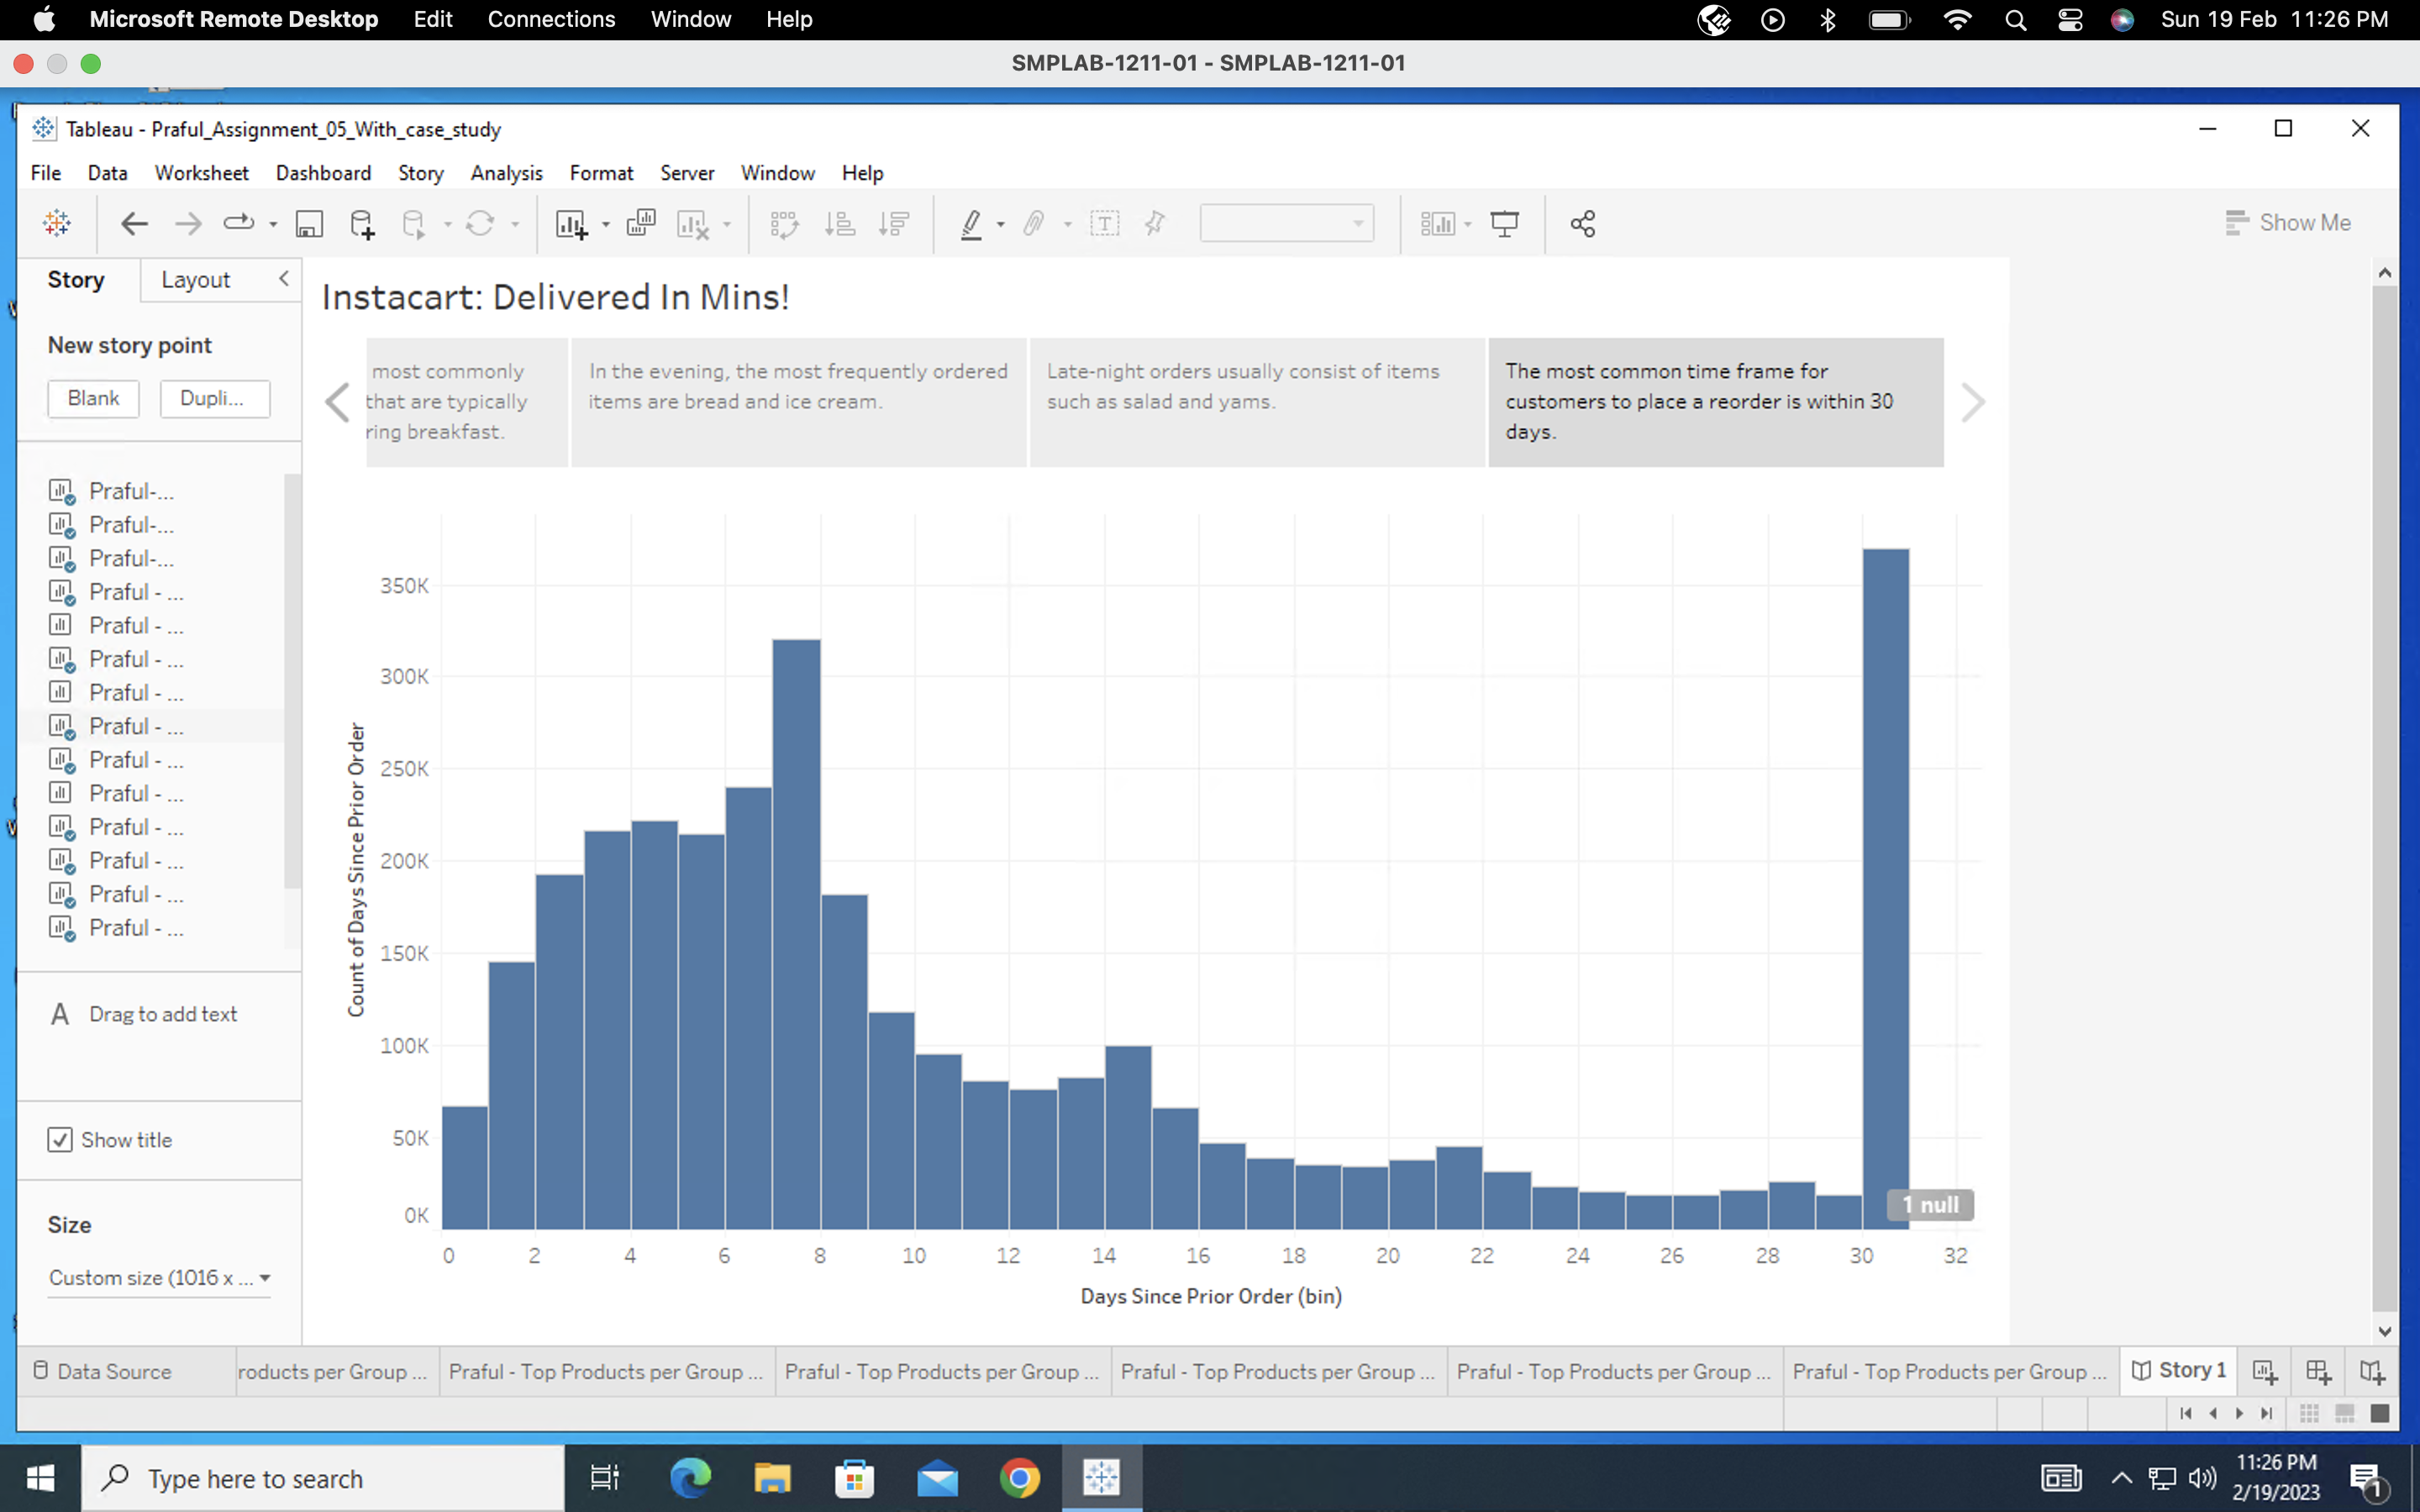 Microsoft Remote Desktop Edit Connections Window Help Sun 19 Feb 11:26 PM
SMPLAB-1211-01 - SMPLAB-1211-01
Tableau - Praful_Assignment_05_With_case_study
File Data Worksheet Dashboard Story Analysis Format Server Window Help
Show Me
Story Layout
New story point
Blank Dupli...
Praful-...
Praful-...
Praful-...
Praful - ...
Praful - ...
Praful - ...
Praful - ...
Praful - ...
Praful - ...
Praful - ...
Praful - ...
Praful - ...
Praful - ...
Praful - ...
A Drag to add text
Show title
Size
Custom size (1016 x ...
Instacart: Delivered In Mins!
most commonly
that are typically
ring breakfast.
In the evening, the most frequently ordered
items are bread and ice cream.
Late-night orders usually consist of items
such as salad and yams.
The most common time frame for
customers to place a reorder is within 30
days.
Count of Days Since Prior Order
350K
300K
250K
200K
150K
100K
50K
0K
1 null
0 2 4 6 8 10 12 14 16 18 20 22 24 26 28 30 32
Days Since Prior Order (bin)
Data Source roducts per Group ... Praful - Top Products per Group ... Praful - Top Products per Group ... Praful - Top Products per Group ... Praful - Top Products per Group ... Praful - Top Products per Group ... Story 1
Type here to search
11:26 PM
2/19/2023
1